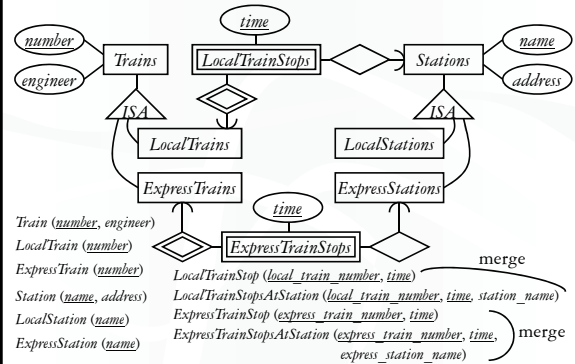 time
number
Trains
LocalTrainStops
Stations
name
engineer
address
ISA
ISA
LocalTrains
LocalStations
ExpressTrains
ExpressStations
time
ExpressTrainStops
Train (number, engineer)
LocalTrain (number)
ExpressTrain (number)
Station (name, address)
LocalStation (name)
ExpressStation (name)
merge
LocalTrainStop (local_train_number, time)
LocalTrainStopsAtStation (local_train_number, time, station_name)
ExpressTrainStop (express_train_number, time)
merge
ExpressTrainStopsAtStation (express_train_number, time,
express_station_name)